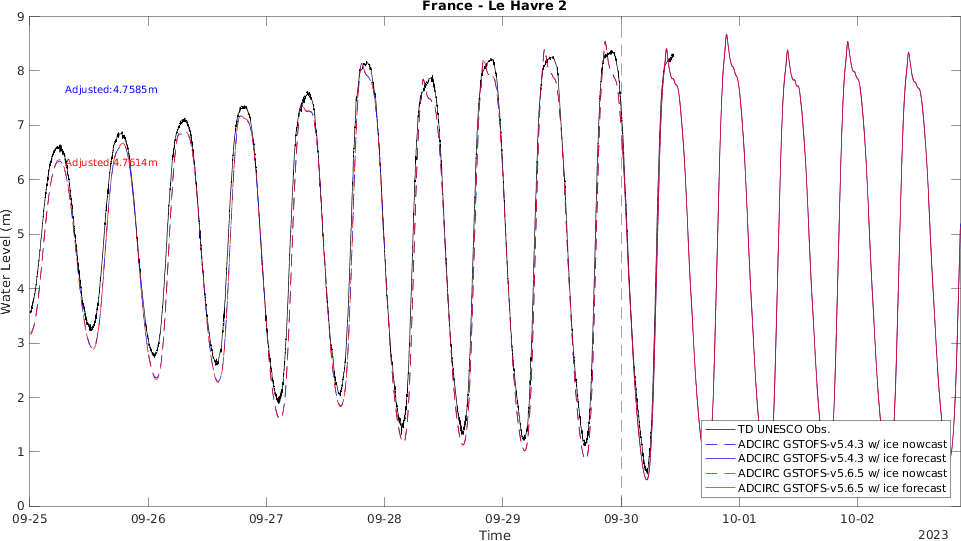 France - Le Havre 2
9
8
7
6
5
4
3
2
1
0
Water Level (m)
Adjusted:4.7585m
Adjusted:4.7614m
TD UNESCO Obs.
ADCIRC GSTOFS-v5.4.3 w/ ice nowcast
ADCIRC GSTOFS-v5.4.3 w/ ice forecast
ADCIRC GSTOFS-v5.6.5 w/ ice nowcast
ADCIRC GSTOFS-v5.6.5 w/ ice forecast
09-25 09-26 09-27 09-28 09-29 09-30 10-01 10-02
Time
2023